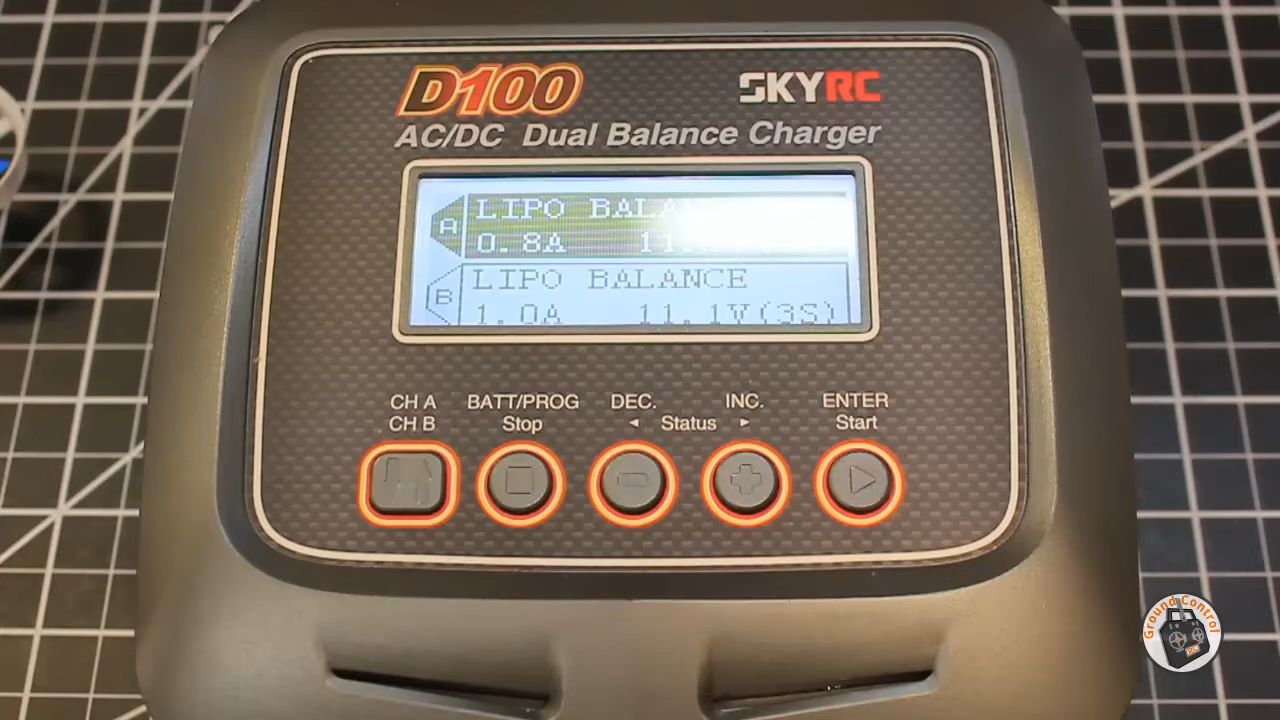 D100
SKYRC
AC/DC Dual Balance Charger
A
LIPO
0.8A
B
LIPO BALANCE
1.0A 11.1V(3S)
CH A
CH B
BATT/PROG
Stop
DEC.
INC.
Status
ENTER
Start
Ground Control
RC